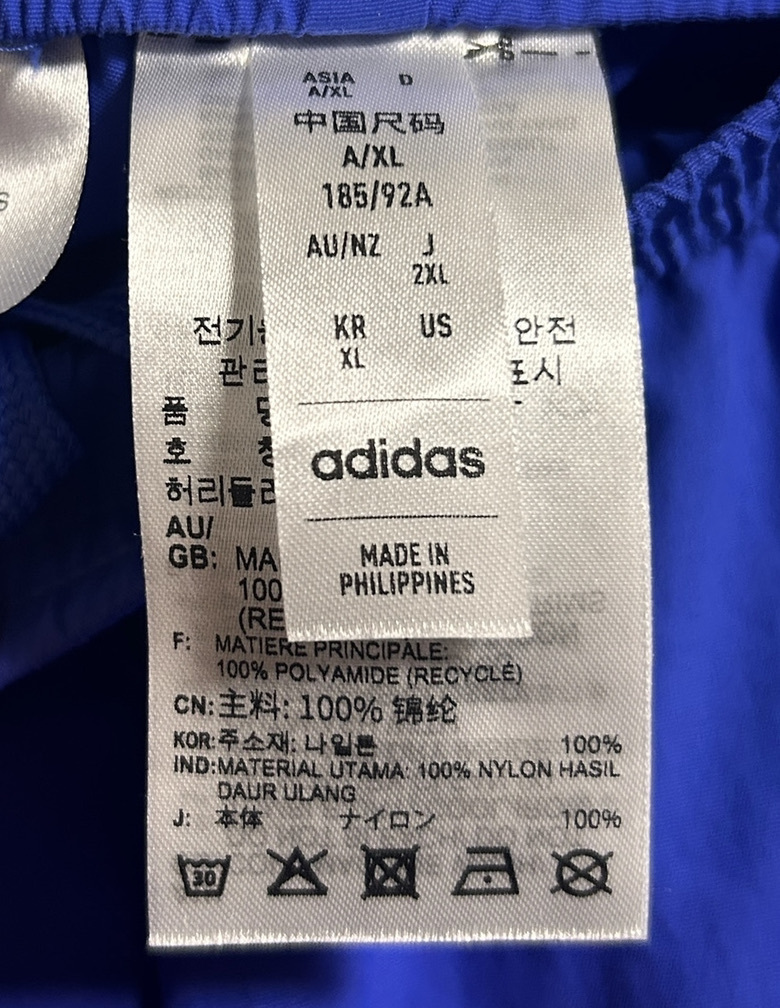 ASIA D
A/XL
中国尺码
A/XL
185/92A
AU/NZ J
2XL
KR US
XL
adidas
MADE IN
PHILIPPINES
전기 안전
관 표시
품
호
허리둘레
AU/
GB: MA
100
(RE
F: MATIERE PRINCIPALE:
100% POLYAMIDE (RECYCLÉ)
CN:主料: 100% 锦纶
KOR:주소재: 나일론 100%
IND:MATERIAL UTAMA: 100% NYLON HASIL
DAUR ULANG
J: 本体 ナイロン 100%
30